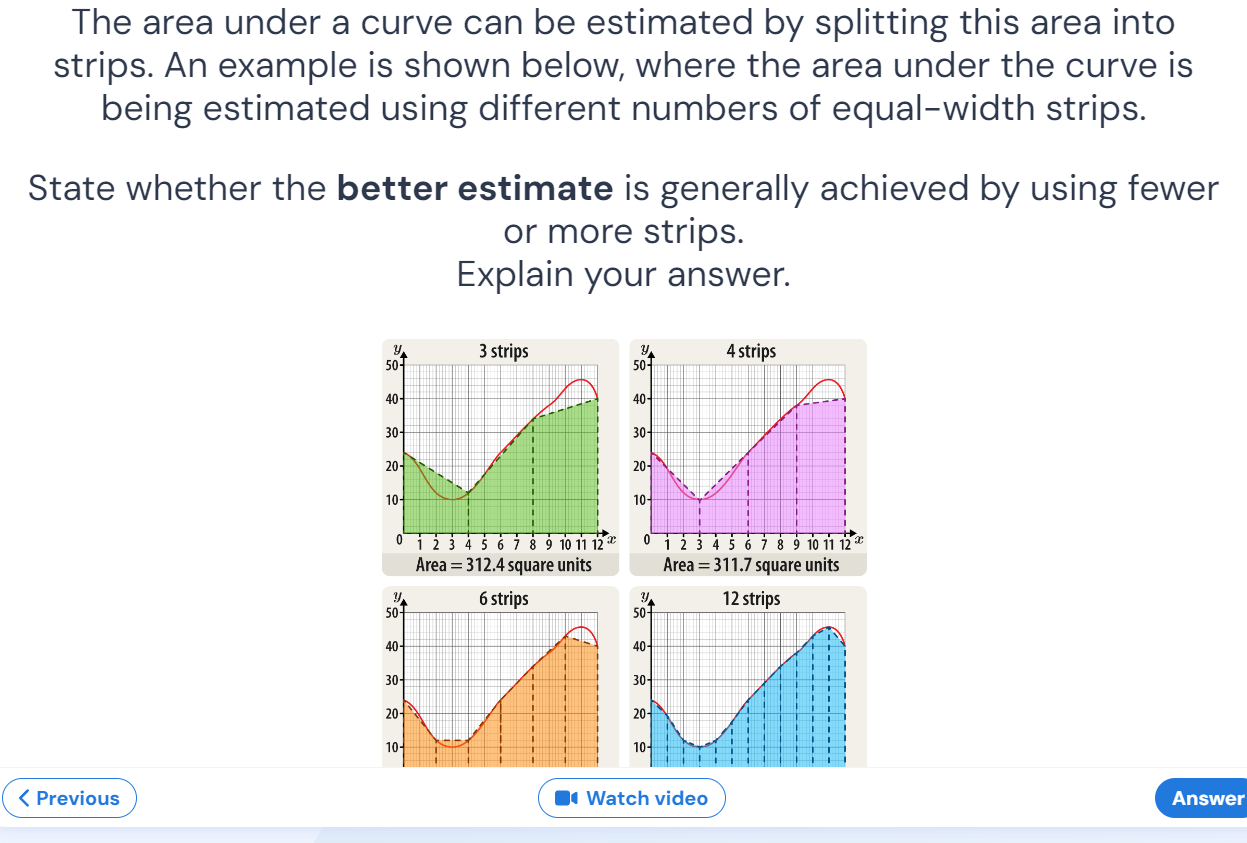 The area under a curve can be estimated by splitting this area into
strips. An example is shown below, where the area under the curve is
being estimated using different numbers of equal-width strips.
State whether the better estimate is generally achieved by using fewer
or more strips.
Explain your answer.
3 strips
y
50
40
30
20
10
0
1 2 3 4 5 6 7 8 9 10 11 12 x
Area = 312.4 square units
4 strips
y
50
40
30
20
10
0
1 2 3 4 5 6 7 8 9 10 11 12 x
Area = 311.7 square units
6 strips
y
50
40
30
20
10
12 strips
y
50
40
30
20
10
Previous
Watch video
Answer